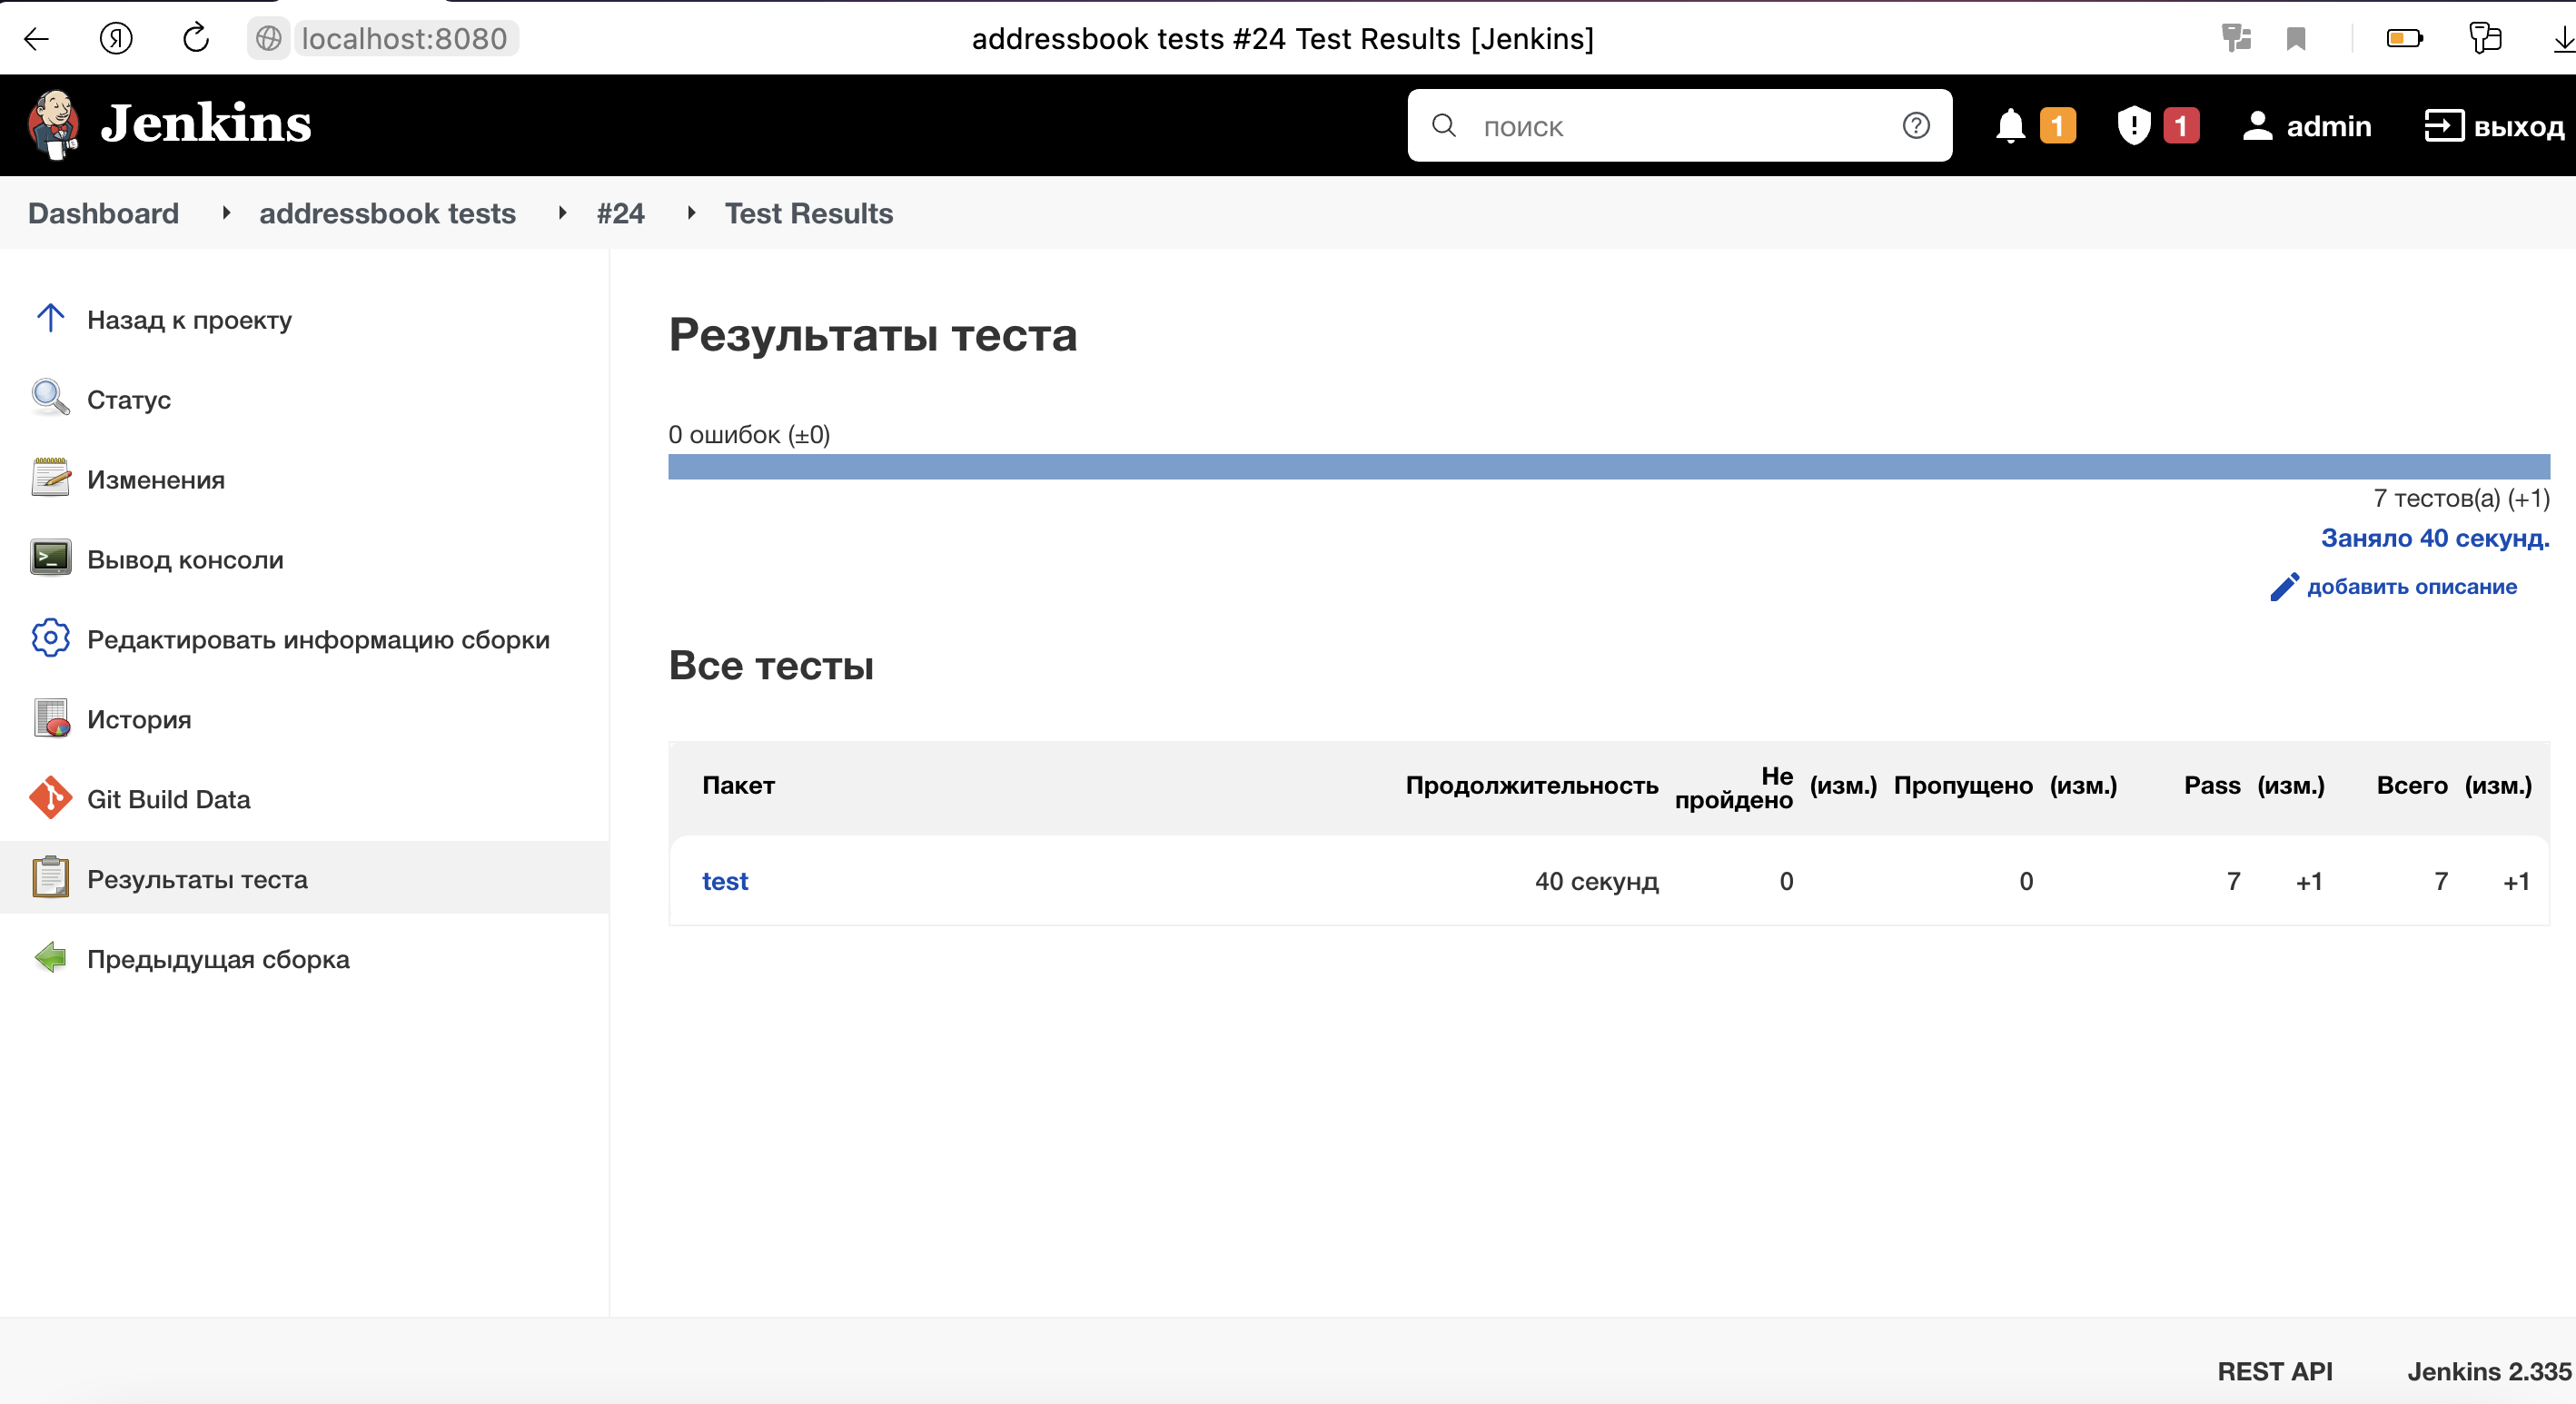 localhost:8080
addressbook tests #24 Test Results [Jenkins]
Jenkins
поиск
1
1
admin
выход
Dashboard
addressbook tests
#24
Test Results
Назад к проекту
Статус
Изменения
Вывод консоли
Редактировать информацию сборки
История
Git Build Data
Результаты теста
Предыдущая сборка
Результаты теста
0 ошибок (±0)
7 тестов(а) (+1)
Заняло 40 секунд.
добавить описание
Все тесты
Пакет Продолжительность Не пройдено (изм.) Пропущено (изм.) Pass (изм.) Всего (изм.)
test 40 секунд 0 0 7 +1 7 +1
REST API
Jenkins 2.335